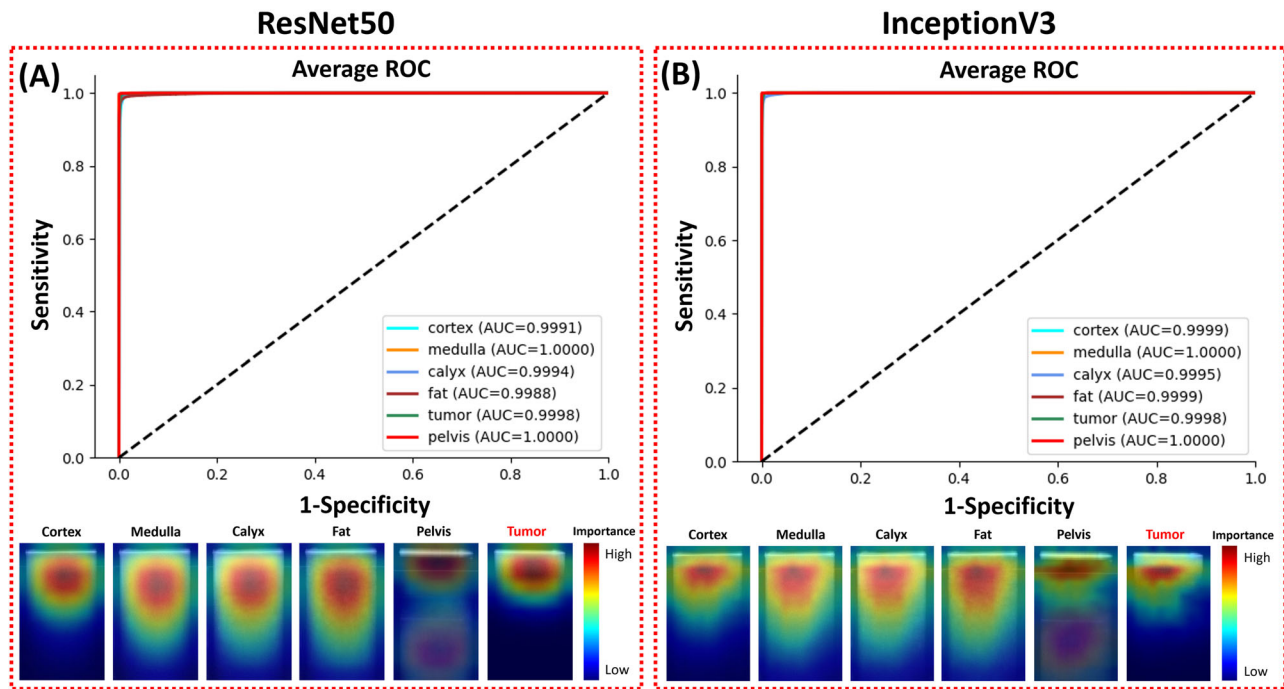 ResNet50
(A)
Average ROC
Sensitivity
1.0
0.8
0.6
0.4
0.2
0.0
cortex (AUC=0.9991)
medulla (AUC=1.0000)
calyx (AUC=0.9994)
fat (AUC=0.9988)
tumor (AUC=0.9998)
pelvis (AUC=1.0000)
0.0 0.2 0.4 0.6 0.8 1.0
1-Specificity
Cortex Medulla Calyx Fat Pelvis Tumor Importance
High
Low
InceptionV3
(B)
Average ROC
Sensitivity
1.0
0.8
0.6
0.4
0.2
0.0
cortex (AUC=0.9999)
medulla (AUC=1.0000)
calyx (AUC=0.9995)
fat (AUC=0.9999)
tumor (AUC=0.9998)
pelvis (AUC=1.0000)
0.0 0.2 0.4 0.6 0.8 1.0
1-Specificity
Cortex Medulla Calyx Fat Pelvis Tumor Importance
High
Low